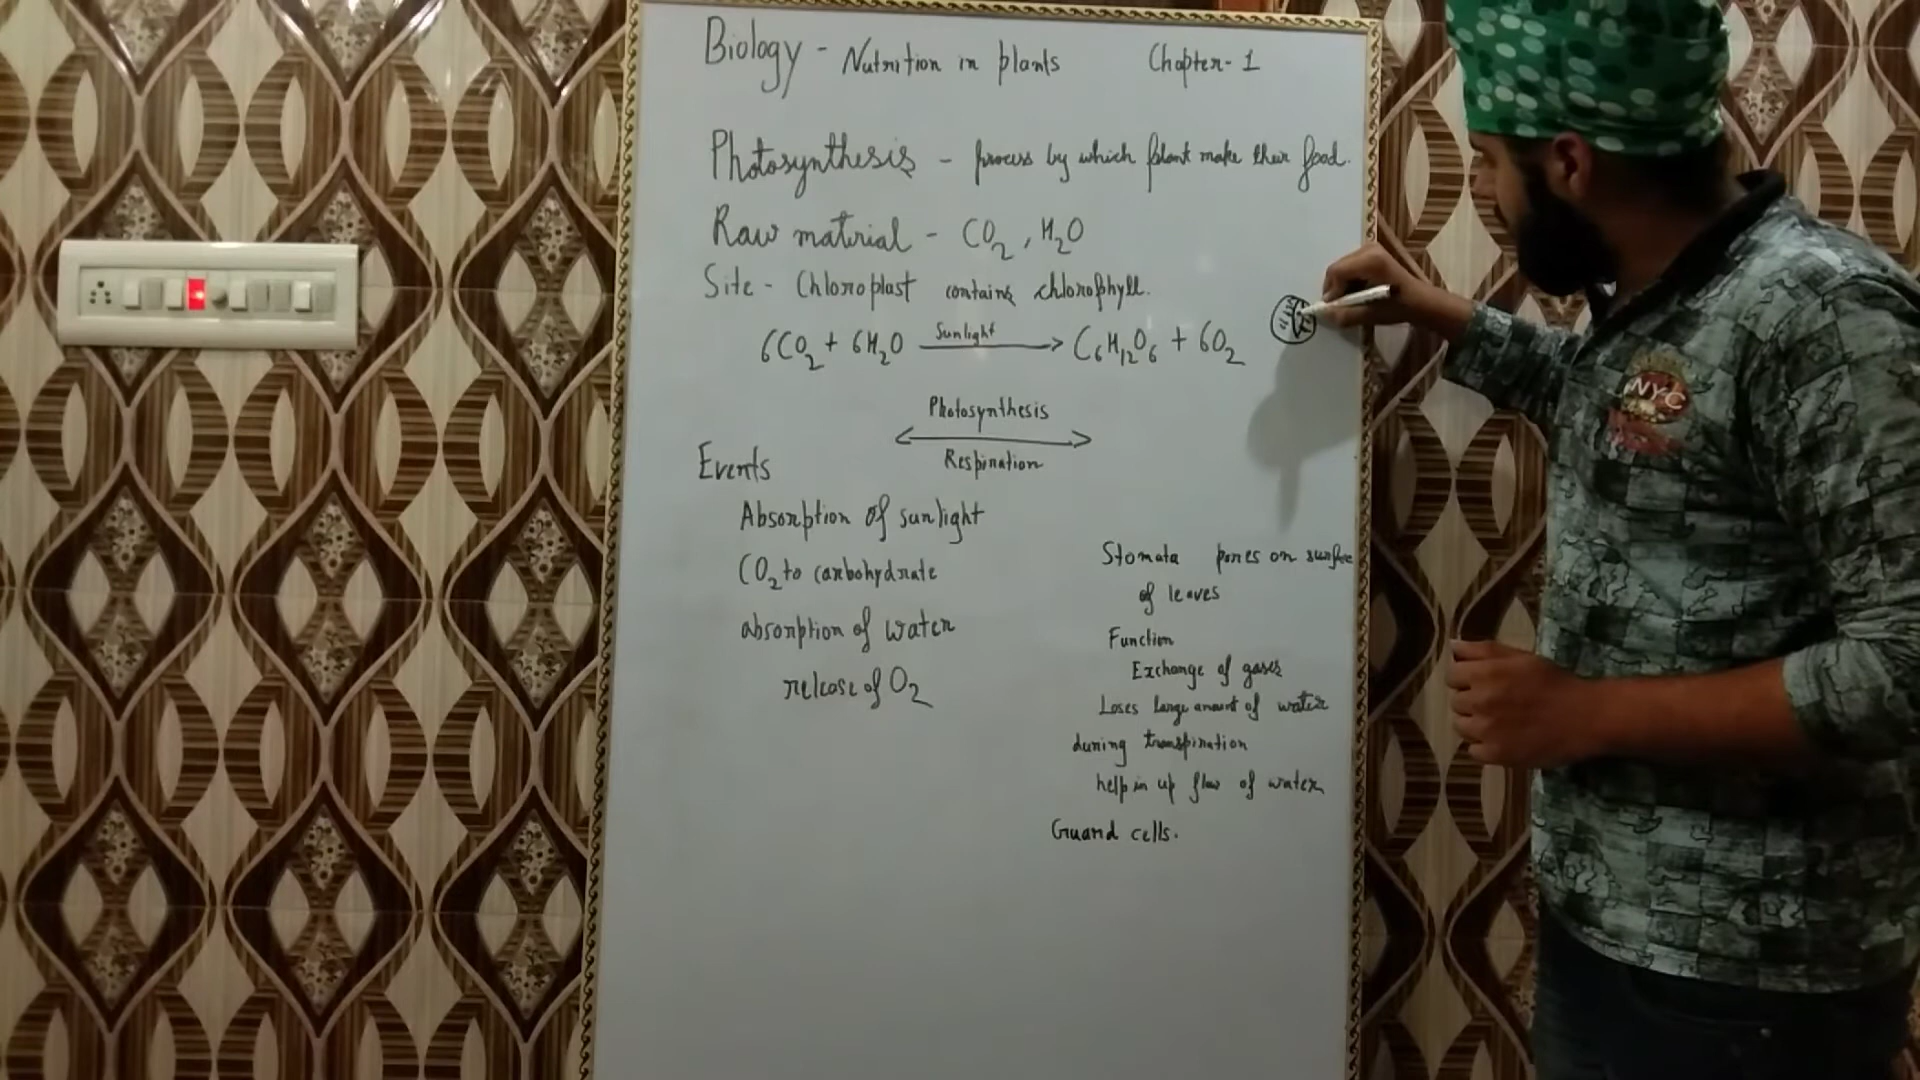 Biology - Nutrition in plants Chapter-1
Photosynthesis - process by which plant make their food.
Raw material - CO2, H2O
Site - Chloroplast contains chlorophyll.
6CO2 + 6H2O Sunlight → C6H12O6 + 6O2
Photosynthesis
Respiration
Events
Absorption of sunlight
CO2 to carbohydrate
absorption of water
release of O2
Stomata pores on surface
of leaves
Function
Exchange of gases
Loses large amount of water
during transpiration
help in up flow of water
Guard cells.
NYC